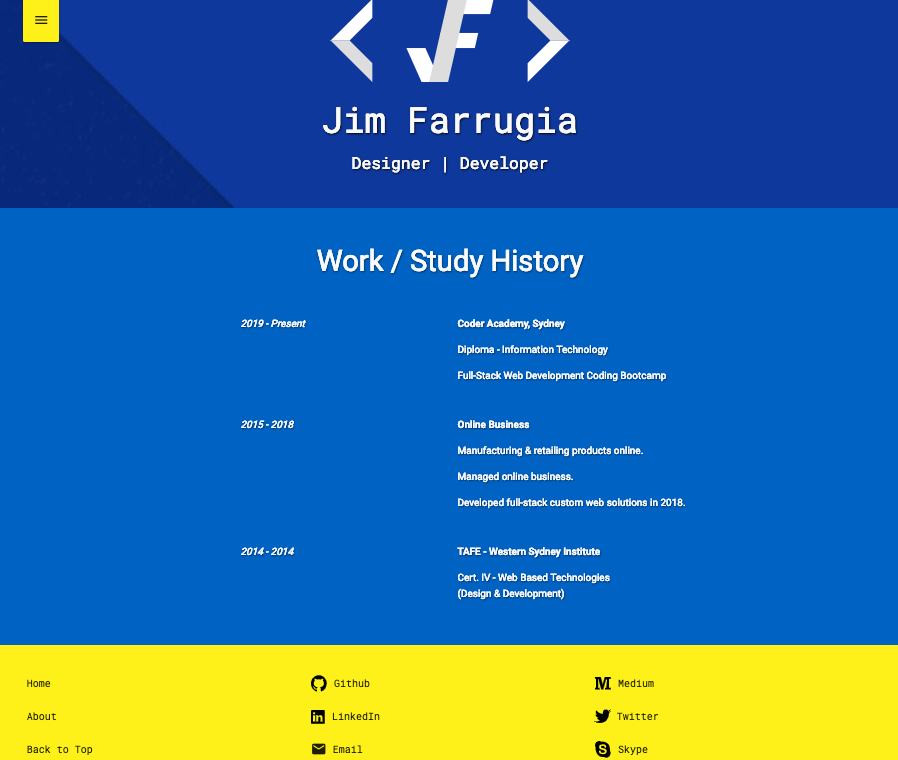 Jim Farrugia
Designer | Developer
Work / Study History
2019 - Present
Coder Academy, Sydney
Diploma - Information Technology
Full-Stack Web Development Coding Bootcamp
2015 - 2018
Online Business
Manufacturing & retailing products online.
Managed online business.
Developed full-stack custom web solutions in 2018.
2014 - 2014
TAFE - Western Sydney Institute
Cert. IV - Web Based Technologies
(Design & Development)
Home
Github
Medium
About
LinkedIn
Twitter
Back to Top
Email
Skype